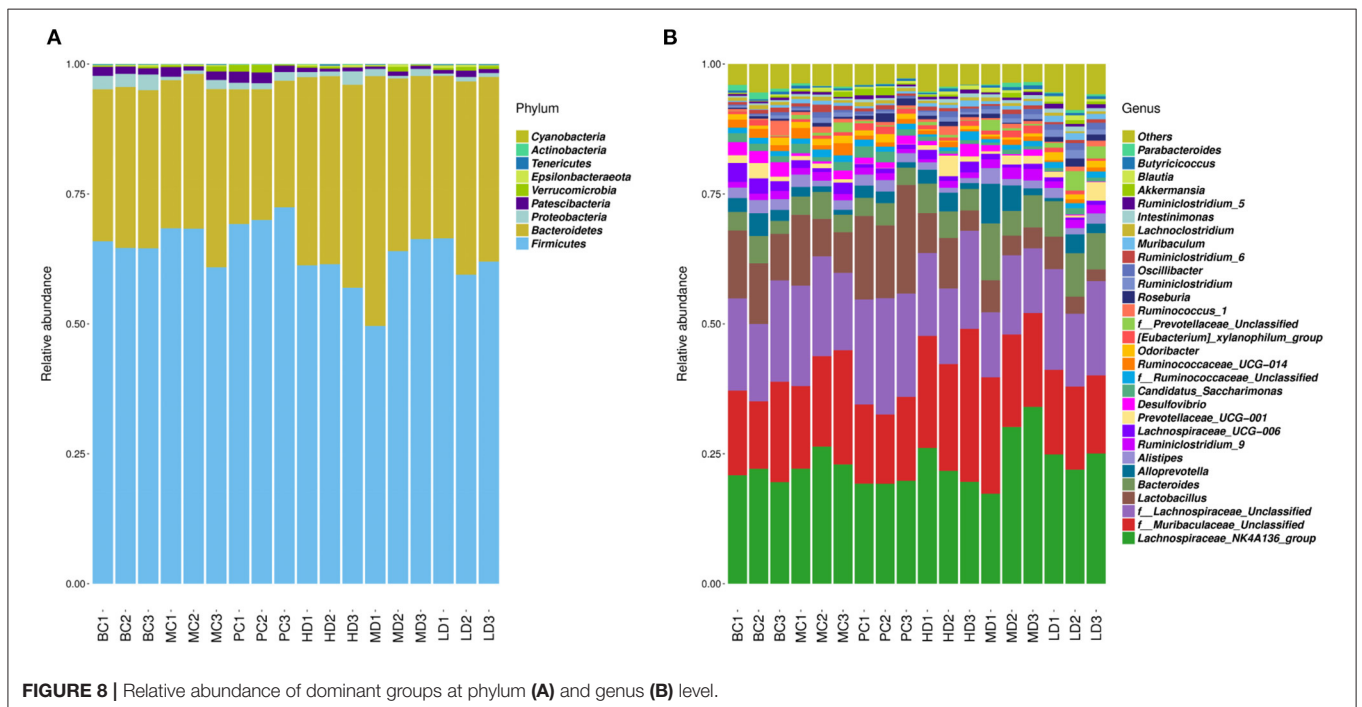 A
1.00-
0.75-
0.50-
0.25-
0.00-
Relative abundance
BC1 -
BC2 -
BC3 -
MC1 -
MC2 -
MC3 -
PC1 -
PC2 -
PC3 -
HD1 -
HD2 -
HD3 -
MD1 -
MD2 -
MD3 -
LD1 -
LD2 -
LD3 -
Phylum
Cyanobacteria
Actinobacteria
Tenericutes
Epsilonbacteraeota
Verrucomicrobia
Patescibacteria
Proteobacteria
Bacteroidetes
Firmicutes
B
1.00-
0.75-
0.50-
0.25-
0.00-
Relative abundance
BC1 -
BC2-
BC3 -
MC1 -
MC2 -
MC3 -
PC1 -
PC2 -
PC3 -
HD1 -
HD2 -
HD3 -
MD1 -
MD2 -
MD3 -
LD1 -
LD2 -
LD3 -
Genus
Others
Parabacteroides
Butyricicoccus
Blautia
Akkermansia
Ruminiclostridium_5
Intestinimonas
Lachnoclostridium
Muribaculum
Ruminiclostridium_6
Oscillibacter
Ruminiclostridium
Roseburia
Ruminococcus_1
f__Prevotellaceae_Unclassified
[Eubacterium]_xylanophilum_group
Odoribacter
Ruminococcaceae_UCG-014
f__Ruminococcaceae_Unclassified
Candidatus_Saccharimonas
Desulfovibrio
Prevotellaceae_UCG-001
Lachnospiraceae_UCG-006
Ruminiclostridium_9
Alistipes
Alloprevotella
Bacteroides
Lactobacillus
f__Lachnospiraceae_Unclassified
f__Muribaculaceae_Unclassified
Lachnospiraceae_NK4A136_group
FIGURE 8 | Relative abundance of dominant groups at phylum (A) and genus (B) level.